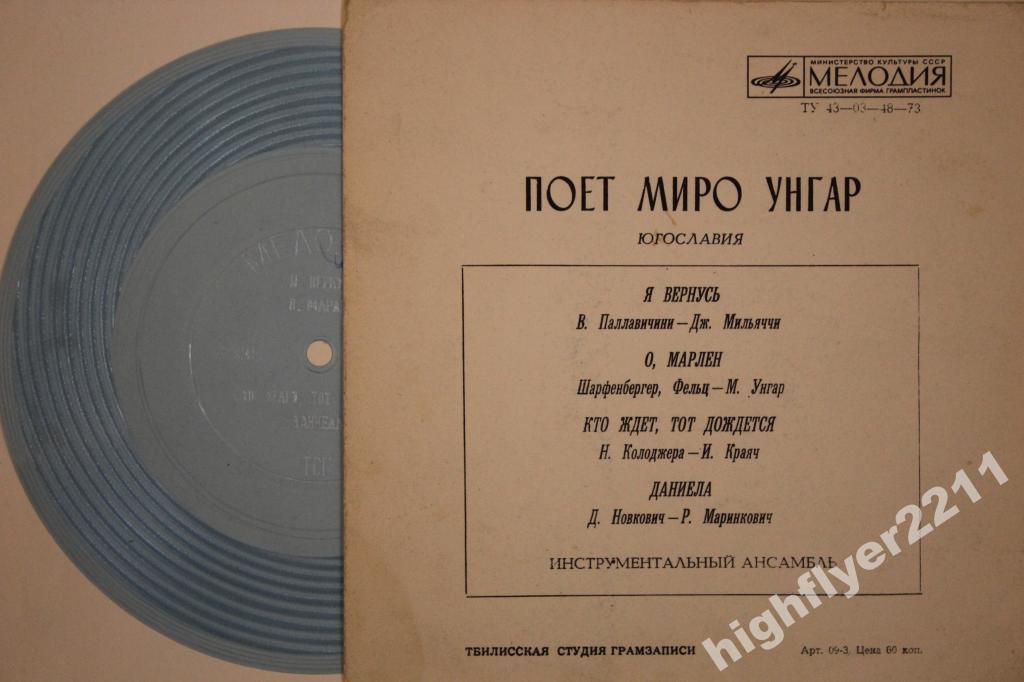 МИНИСТЕРСТВО КУЛЬТУРЫ СССР
МЕЛОДИЯ
ВСЕСОЮЗНАЯ ФИРМА ГРАМПЛАСТИНОК
ТУ 43—03—48—73
ПОЕТ МИРО УНГАР
ЮГОСЛАВИЯ
Я ВЕРНУСЬ
В. Паллавичини — Дж. Мильяччи
О, МАРЛЕН
Шарфенбергер, Фельц — М. Унгар
КТО ЖДЕТ, ТОТ ДОЖДЕТСЯ
Н. Колоджера — И. Краяч
ДАНИЕЛА
Д. Новкович — Р. Маринкович
ИНСТРУМЕНТАЛЬНЫЙ АНСАМБЛЬ
ТБИЛИССКАЯ СТУДИЯ ГРАМЗАПИСИ
Арт. 09-3. Цена 60 коп.
highflyer2211